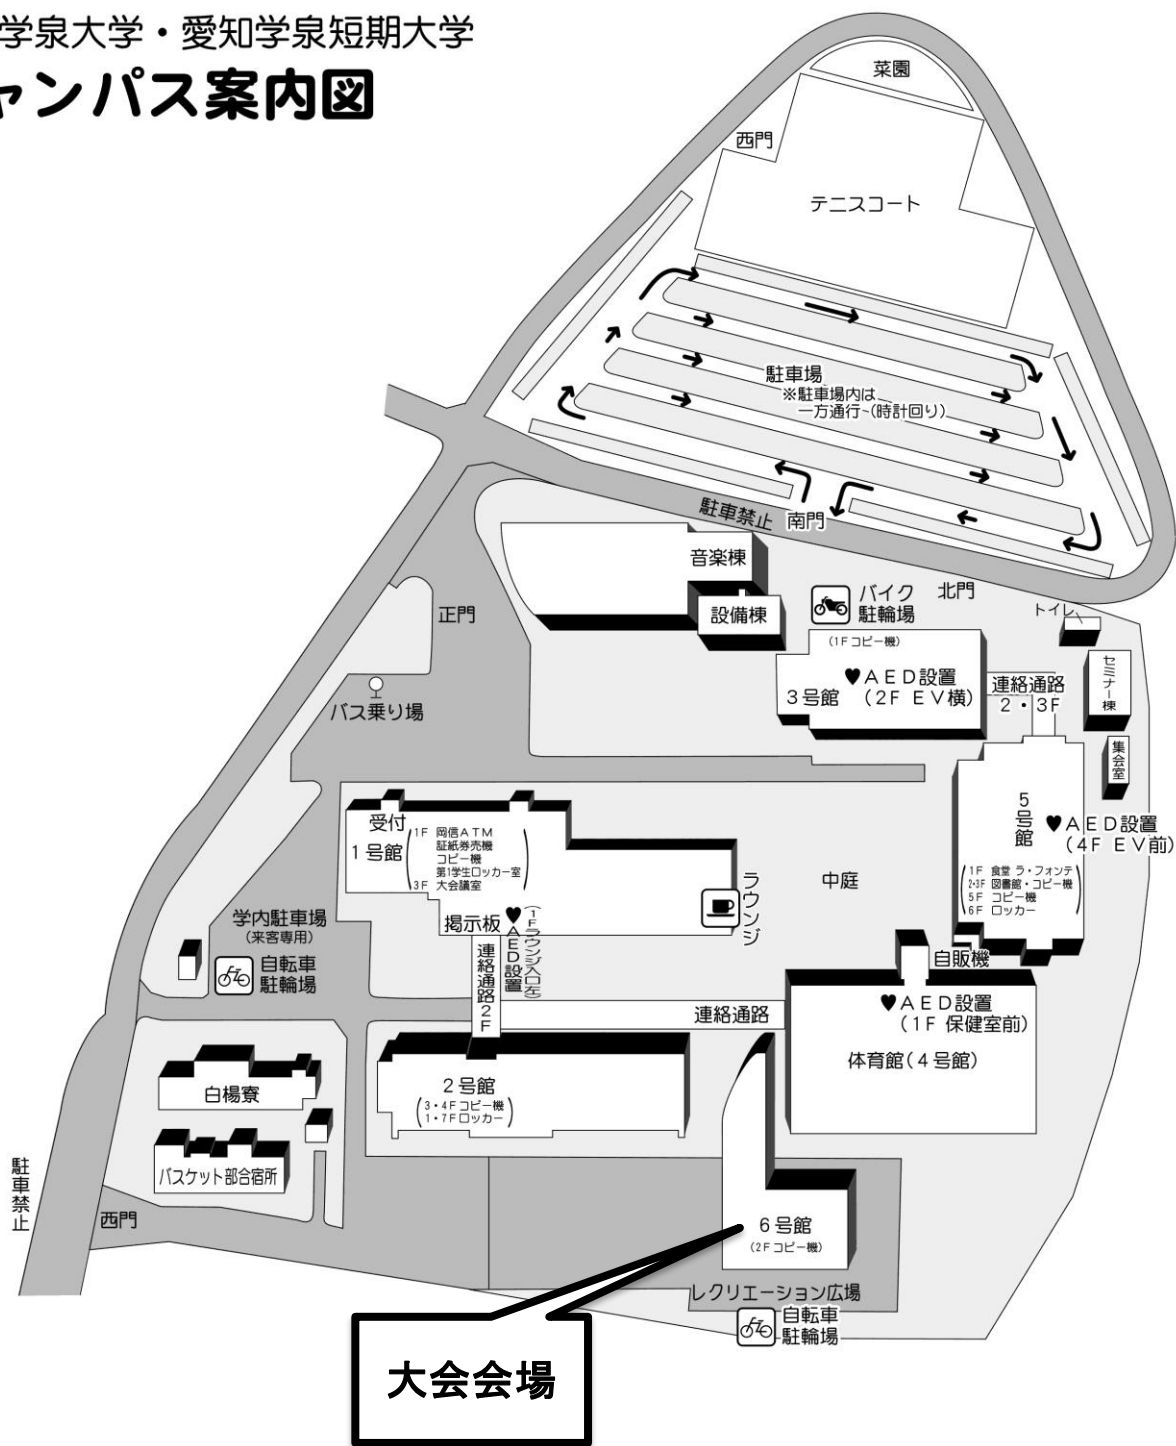 学泉大学・愛知学泉短期大学
ャンパス案内図
菜園
西門
テニスコート
駐車場
※駐車場内は
一方通行(時計回り)
駐車禁止
南門
音楽棟
設備棟
バイク
駐輪場
北門
トイレ
正門
(1Fコピー機)
♥AED設置
(2F EV横)
3号館
連絡通路
2・3F
セミナー棟
集会室
バス乗り場
5号館
♥AED設置
(4F EV前)
1F 食堂 ラ・フォンテ
2・3F 図書館・コピー機
5F コピー機
6F ロッカー
受付
1号館
1F 岡信ATM
証紙券売機
コピー機
第1学生ロッカー室
3F 大会議室
ラウンジ
中庭
掲示板
♥AED設置
(1Fラウンジ入口左)
学内駐車場
(来客専用)
自転車
駐輪場
連絡通路2F
自販機
連絡通路
♥AED設置
(1F 保健室前)
体育館(4号館)
白楊寮
2号館
(3・4Fコピー機
1・7Fロッカー)
バスケット部合宿所
駐車禁止
西門
6号館
(2Fコピー機)
レクリエーション広場
自転車
駐輪場
大会会場